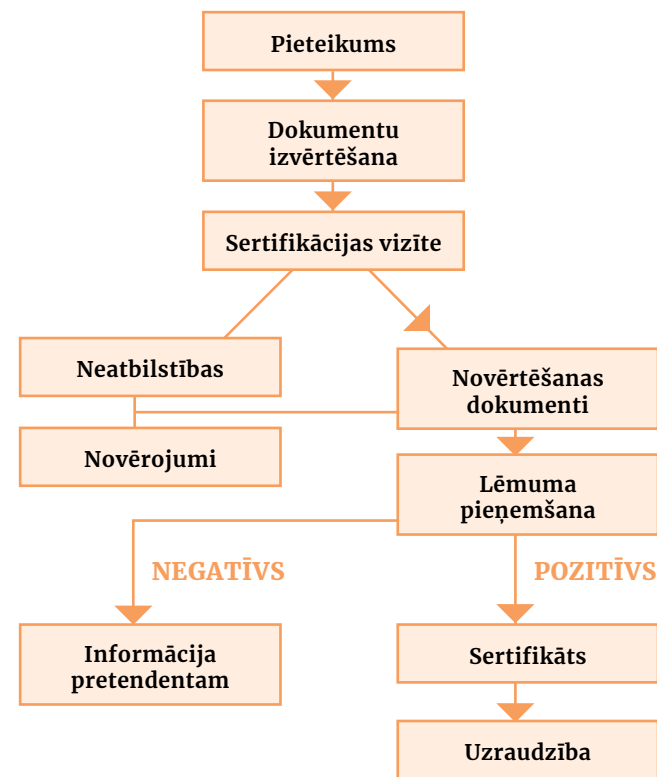 Pieteikums
Dokumentu
izvērtēšana
Sertifikācijas vizīte
Neatbilstības
Novērtēšanas
dokumenti
Novērojumi
Lēmuma
pieņemšana
NEGATĪVS
POZITĪVS
Informācija
pretendentam
Sertifikāts
Uzraudzība